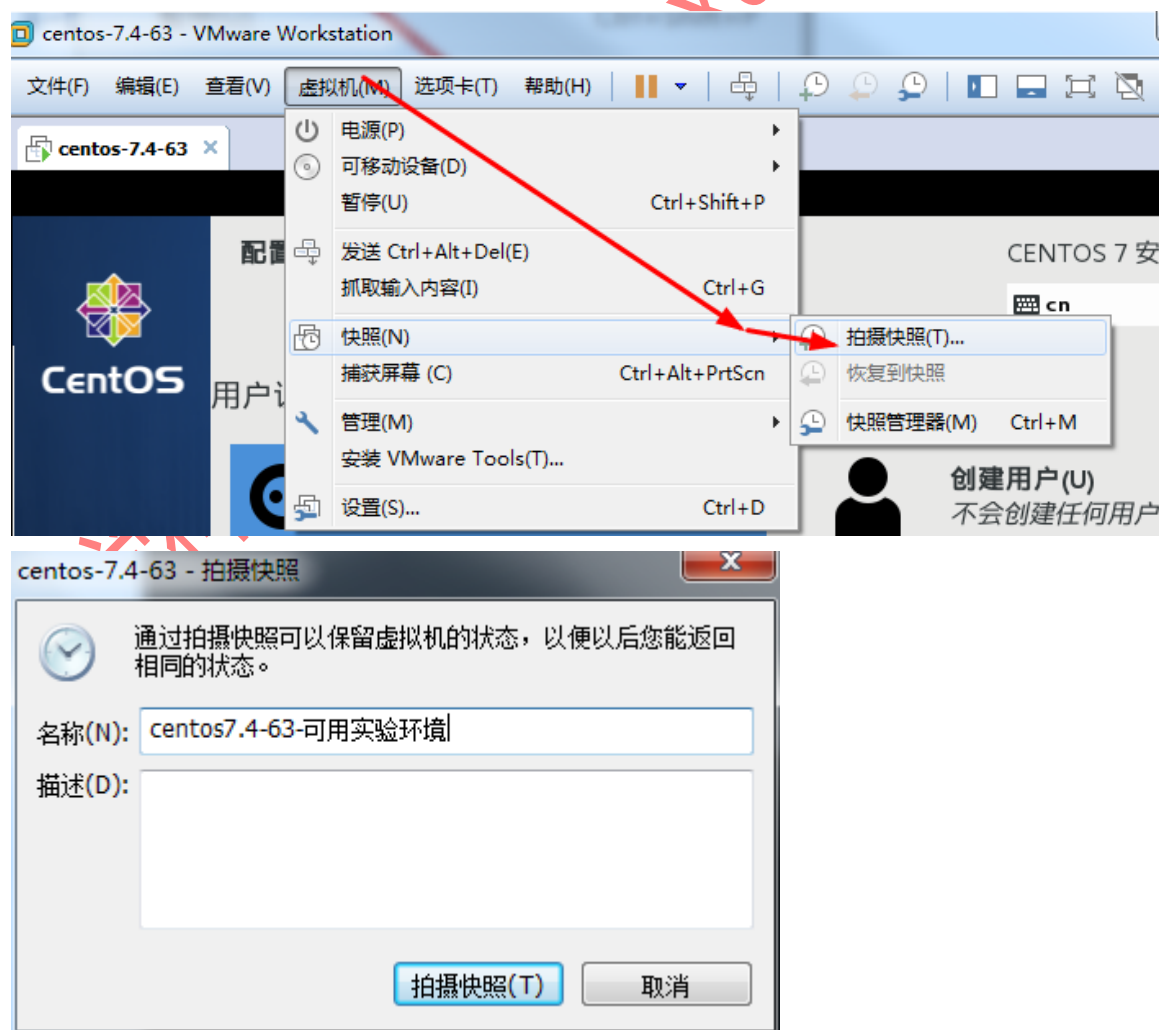 centos-7.4-63 - VMware Workstation
文件(F) 编辑(E) 查看(V) 虚拟机(M) 选项卡(T) 帮助(H)
centos-7.4-63
电源(P)
可移动设备(D)
暂停(U) Ctrl+Shift+P
配置
发送 Ctrl+Alt+Del(E)
CENTOS 7 安
抓取输入内容(I) Ctrl+G
cn
快照(N)
拍摄快照(T)...
捕获屏幕 (C) Ctrl+Alt+PrtScn
恢复到快照
CentOS
用户
管理(M)
快照管理器(M) Ctrl+M
安装 VMware Tools(T)...
创建用户(U)
设置(S)... Ctrl+D
不会创建任何用户
centos-7.4-63 - 拍摄快照
通过拍摄快照可以保留虚拟机的状态，以便以后您能返回
相同的状态。
名称(N): centos7.4-63-可用实验环境
描述(D):
拍摄快照(T) 取消